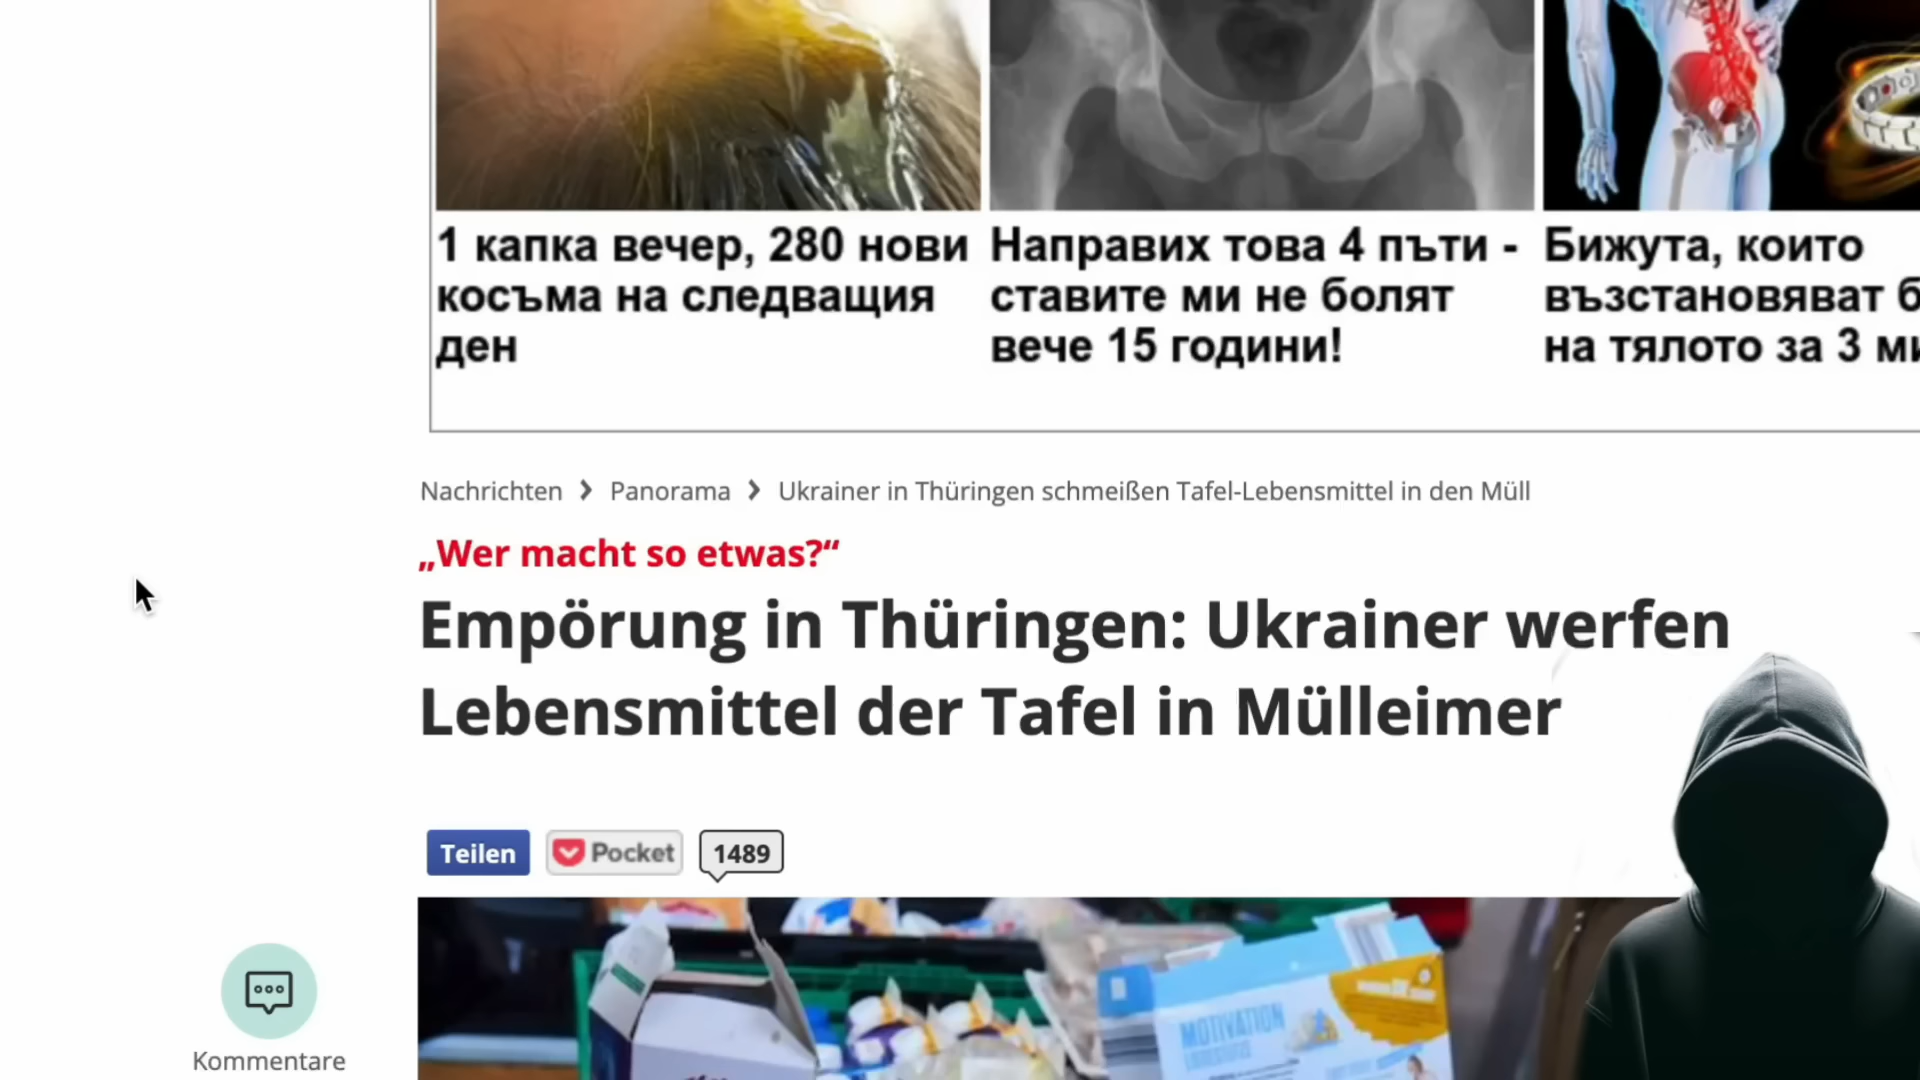 1 капка вечер, 280 нови
косъма на следващия
ден
Направих това 4 пъти -
ставите ми не болят
вече 15 години!
Бижута, които
възстановяват
на тялото за 3
Nachrichten > Panorama > Ukrainer in Thüringen schmeißen Tafel-Lebensmittel in den Müll
„Wer macht so etwas?“
Empörung in Thüringen: Ukrainer werfen
Lebensmittel der Tafel in Mülleimer
Teilen
Pocket
1489
MOTIVATION
Kommentare